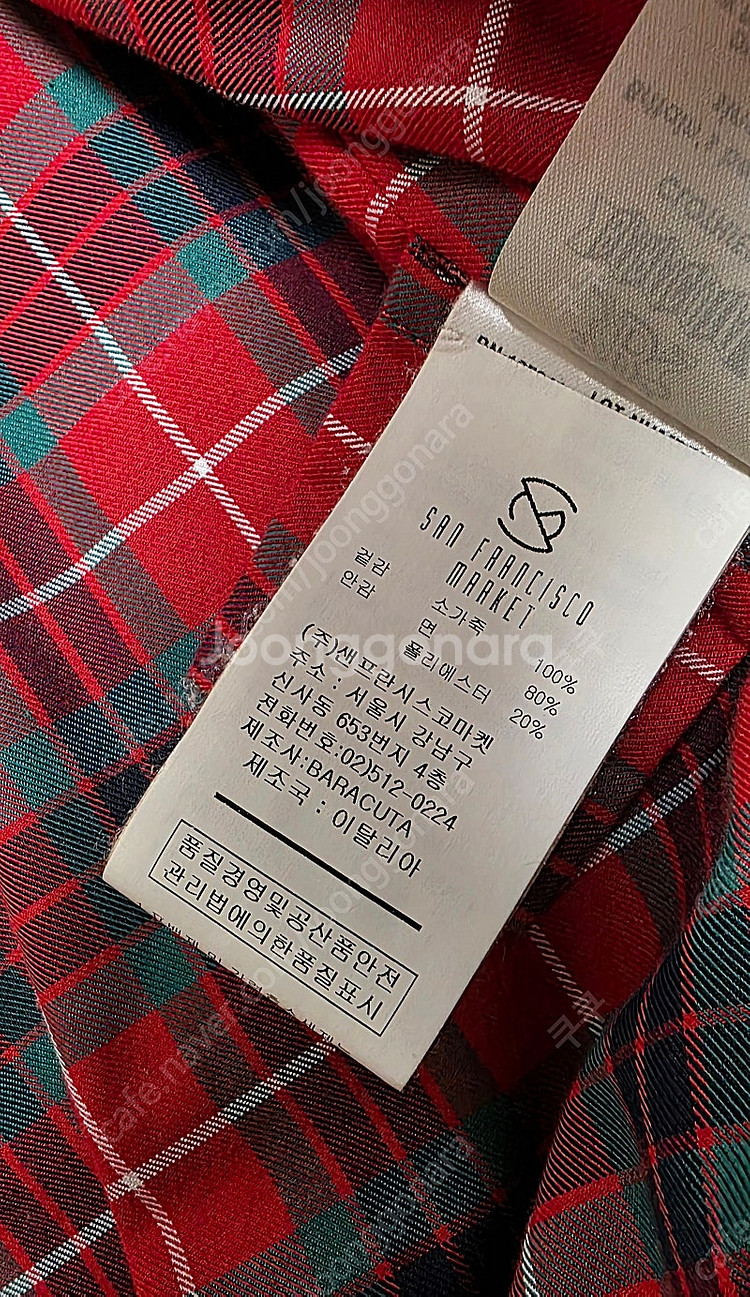 SAN FRANCISCO
MARKET
겉감 소가죽 100%
안감 면 80%
폴리에스터 20%
(주)샌프란시스코마켓
주소 : 서울시 강남구
신사동 653번지 4층
전화번호:02)512-0224
제조사:BARACUTA
제조국 : 이탈리아
품질경영및공산품안전
관리법에의한품질표시
Joonggonara
쿠쿠